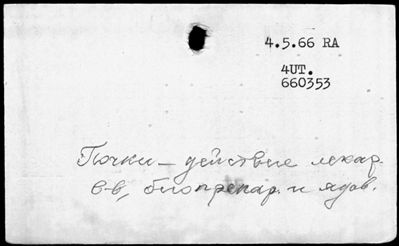 4.5.66 RA
4UT.
660353
Почки — действие лекар.
в-в, биопрепар. и ядов.